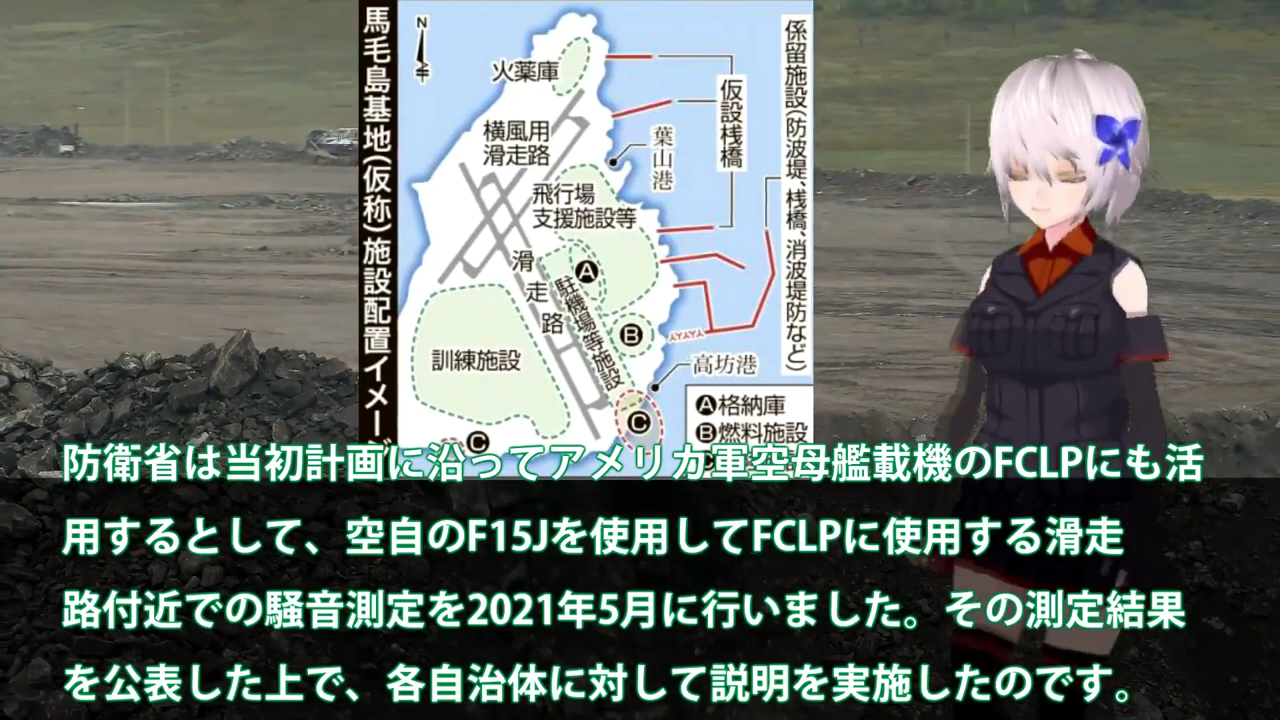 馬毛島基地(仮称)施設配置イメージ
N
火薬庫
横風用
滑走路
飛行場
支援施設等
滑走路
駐機場等施設
訓練施設
葉山港
仮設桟橋
係留施設(防波堤、桟橋、消波堤防など)
高坊港
A
B
C
C
A格納庫
B燃料施設
防衛省は当初計画に沿ってアメリカ軍空母艦載機のFCLPにも活
用するとして、空自のF15Jを使用してFCLPに使用する滑走
路付近での騒音測定を2021年5月に行いました。その測定結果
を公表した上で、各自治体に対して説明を実施したのです。